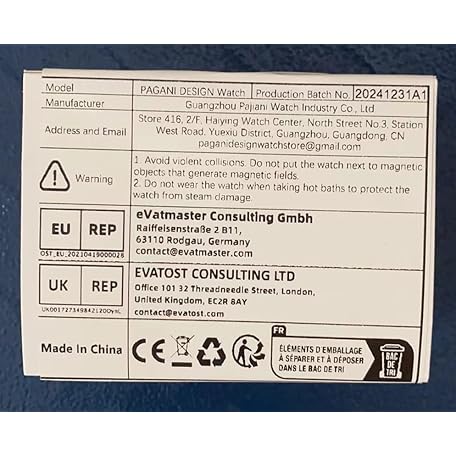 Model PAGANI DESIGN Watch Production Batch No. 20241231A1
Manufacturer Guangzhou Pajiani Watch Industry Co., Ltd
Address and Email
Store 416, 2/F, Haiying Watch Center, North Street No.3, Station
West Road, Yuexiu District, Guangzhou, Guangdong, CN
paganidesignwatchstore@gmail.com
Warning
1. Avoid violent collisions. Do not put the watch next to magnetic
objects that generate magnetic fields.
2. Do not wear the watch when taking hot baths to protect the
watch from steam damage.
EU REP
OST_EU_20210419000028
eVatmaster Consulting GmbH
Raiffeisenstraße 2 B11,
63110 Rodgau, Germany
contact@evatmaster.com
UK REP
EVATOST CONSULTING LTD
Office 101 32 Threadneedle Street, London,
United Kingdom, EC2R 8AY
contact@evatost.com
Made In China
CE
FR
ÉLÉMENTS D'EMBALLAGE
À SÉPARER ET À DÉPOSER
DANS LE BAC DE TRI
BAC
DE
TRI